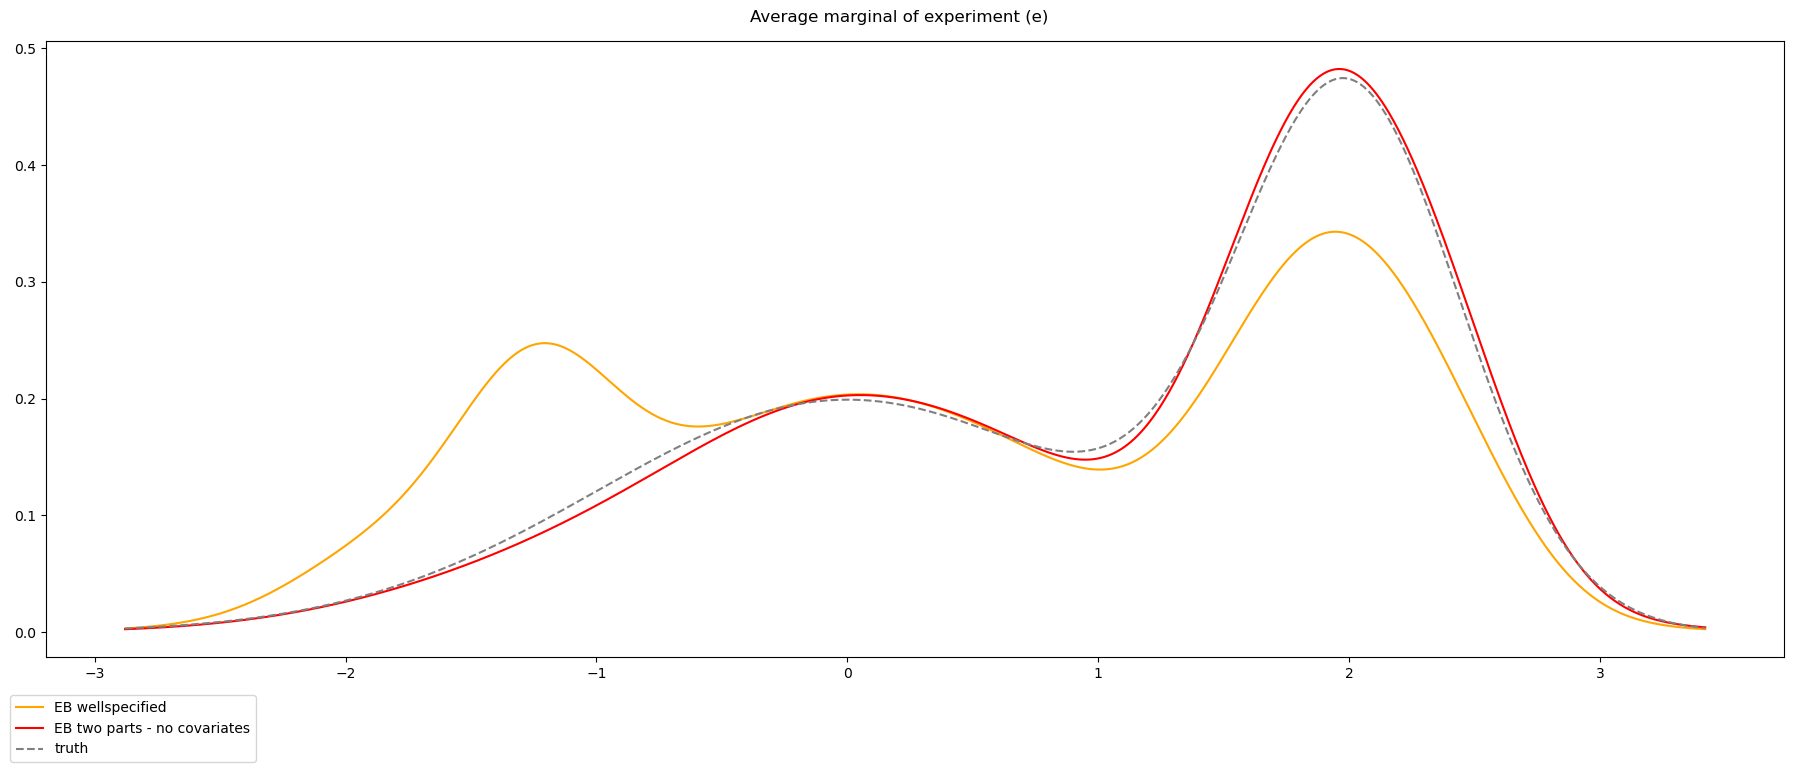 Average marginal of experiment (e)
0.5
0.4
0.3
0.2
0.1
0.0
−3 −2 −1 0 1 2 3
EB wellspecified
EB two parts - no covariates
truth